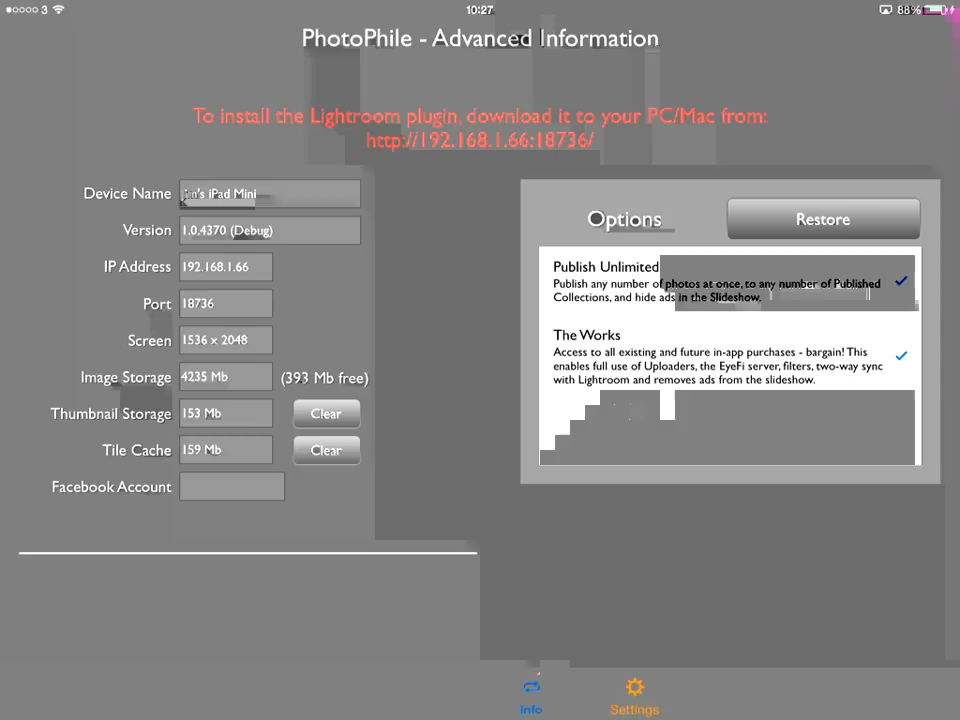 3 10:27 88%
PhotoPhile - Advanced Information
To install the Lightroom plugin, download it to your PC/Mac from:
http://192.168.1.66:18736/
Device Name Jim's iPad Mini
Version 1.0.4370 (Debug)
IP Address 192.168.1.66
Port 18736
Screen 1536 x 2048
Image Storage 4235 Mb (393 Mb free)
Thumbnail Storage 153 Mb Clear
Tile Cache 159 Mb Clear
Facebook Account
Options Restore
Publish Unlimited
Publish any number of photos at once, to any number of Published
Collections, and hide ads in the Slideshow.
The Works
Access to all existing and future in-app purchases - bargain! This
enables full use of Uploaders, the EyeFi server, filters, two-way sync
with Lightroom and removes ads from the slideshow.
Info Settings